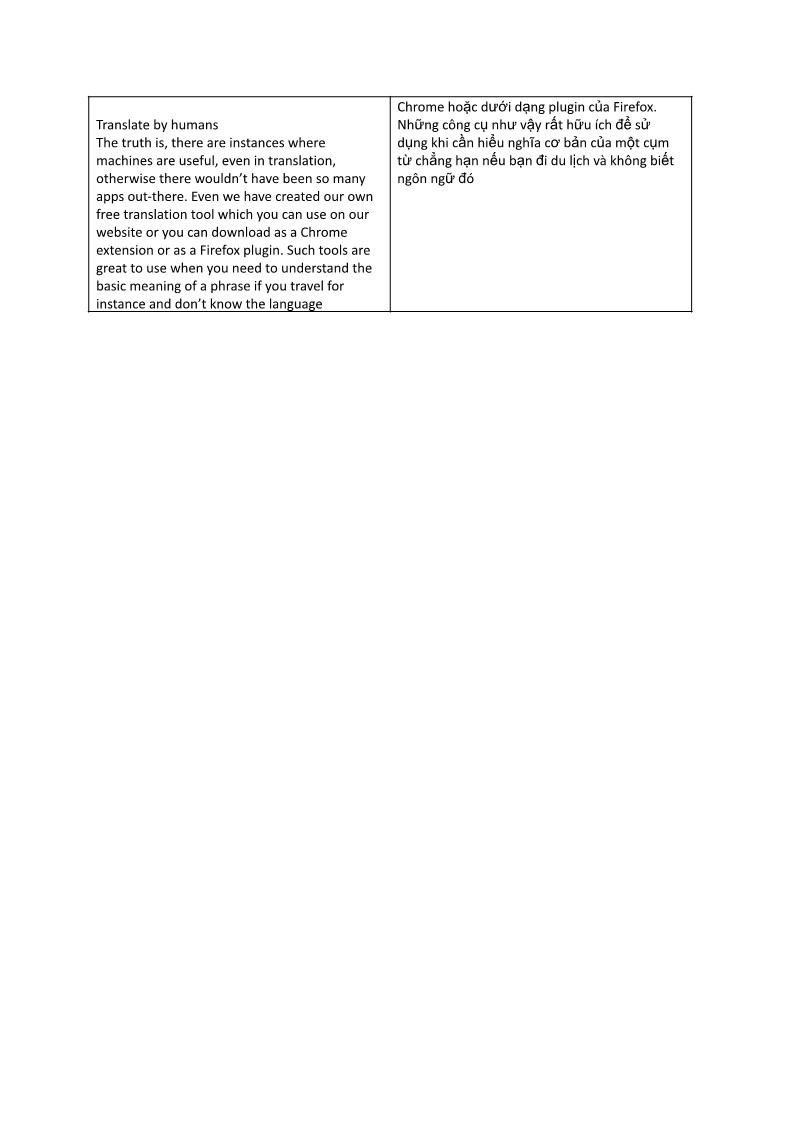 Translate by humans
The truth is, there are instances where
machines are useful, even in translation,
otherwise there wouldn’t have been so many
apps out-there. Even we have created our own
free translation tool which you can use on our
website or you can download as a Chrome
extension or as a Firefox plugin. Such tools are
great to use when you need to understand the
basic meaning of a phrase if you travel for
instance and don’t know the language
Chrome hoặc dưới dạng plugin của Firefox.
Những công cụ như vậy rất hữu ích để sử
dụng khi cần hiểu nghĩa cơ bản của một cụm
từ chẳng hạn nếu bạn đi du lịch và không biết
ngôn ngữ đó